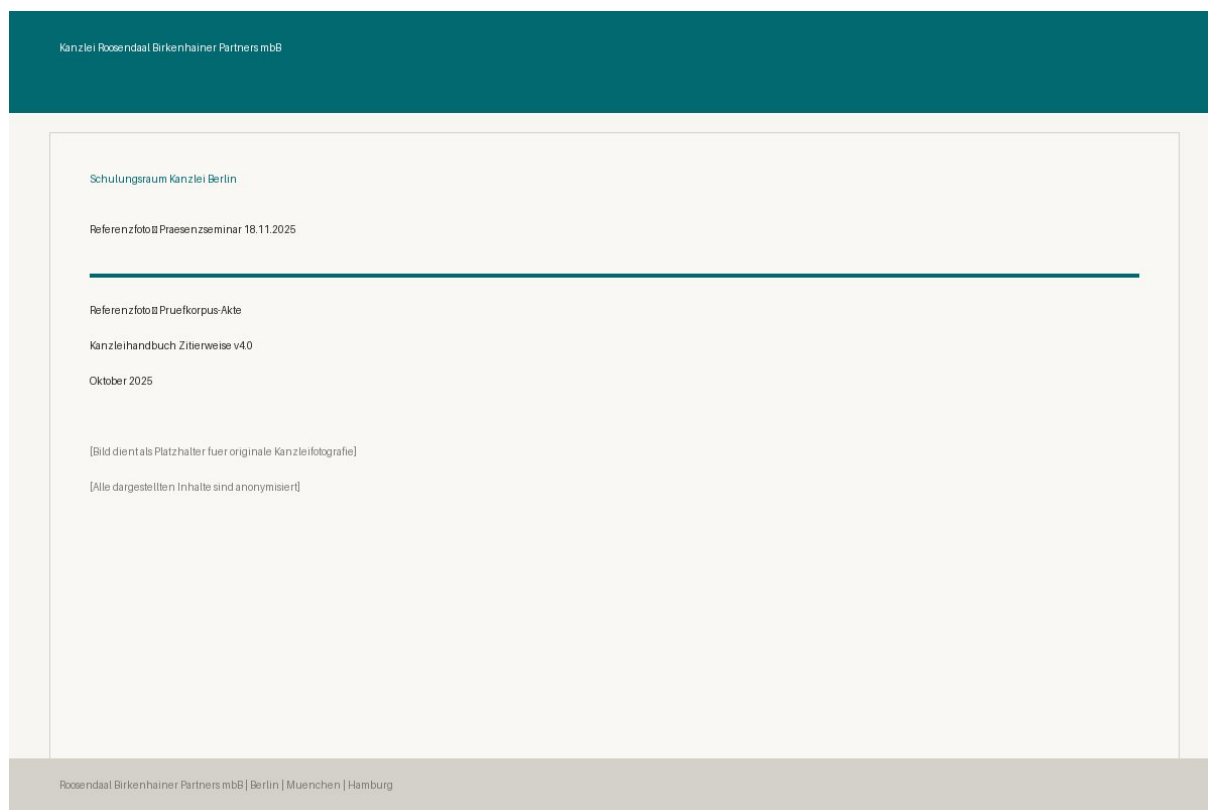 Kanzlei Roosendaal Birkenhainer Partners mbB
Schulungsraum Kanzlei Berlin
Referenzfoto▯ Praesenzseminar 18.11.2025
Referenzfoto▯ Pruefkorpus-Akte
Kanzleihandbuch Zitierweise v4.0
Oktober 2025
[Bild dient als Platzhalter fuer originale Kanzleifotografie]
[Alle dargestellten Inhalte sind anonymisiert]
Roosendaal Birkenhainer Partners mbB | Berlin | Muenchen | Hamburg